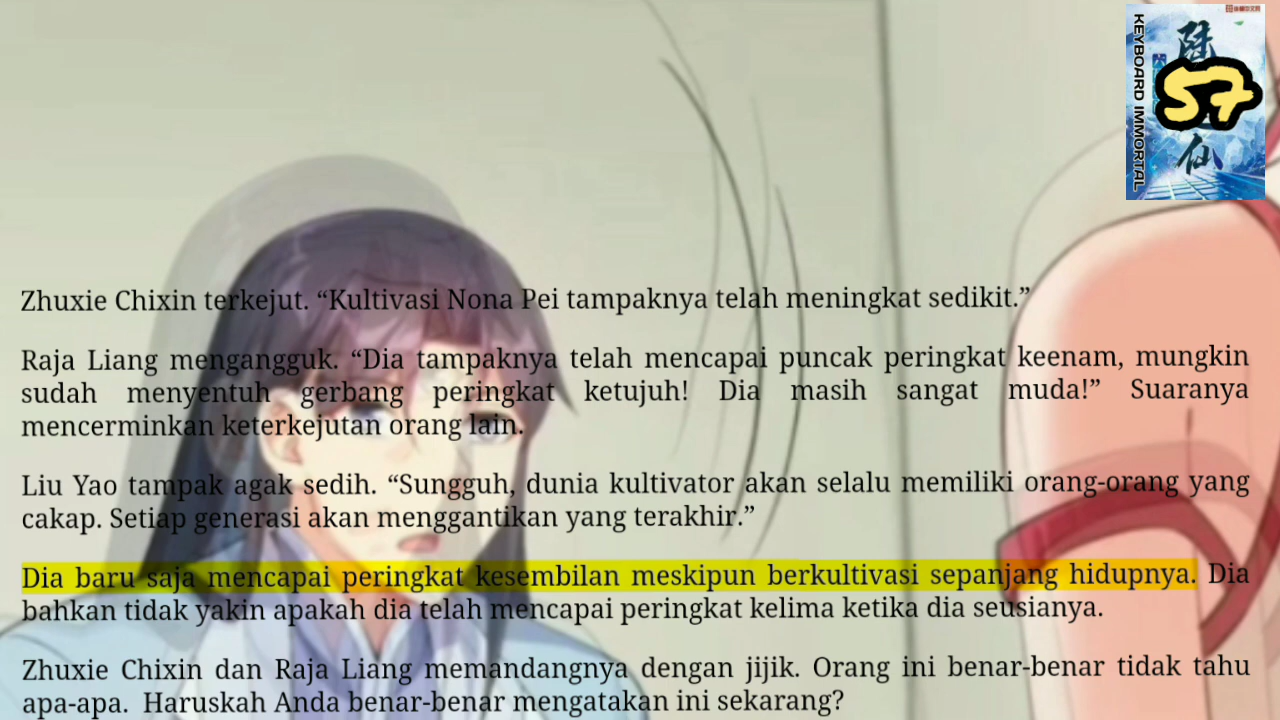 KEYBOARD IMMORTAL
57
仙
Zhuxie Chixin terkejut. “Kultivasi Nona Pei tampaknya telah meningkat sedikit.”
Raja Liang mengangguk. “Dia tampaknya telah mencapai puncak peringkat keenam, mungkin
sudah menyentuh gerbang peringkat ketujuh! Dia masih sangat muda!” Suaranya
mencerminkan keterkejutan orang lain.
Liu Yao tampak agak sedih. “Sungguh, dunia kultivator akan selalu memiliki orang-orang yang
cakap. Setiap generasi akan menggantikan yang terakhir.”
Dia baru saja mencapai peringkat kesembilan meskipun berkultivasi sepanjang hidupnya. Dia
bahkan tidak yakin apakah dia telah mencapai peringkat kelima ketika dia seusianya.
Zhuxie Chixin dan Raja Liang memandangnya dengan jijik. Orang ini benar-benar tidak tahu
apa-apa. Haruskah Anda benar-benar mengatakan ini sekarang?